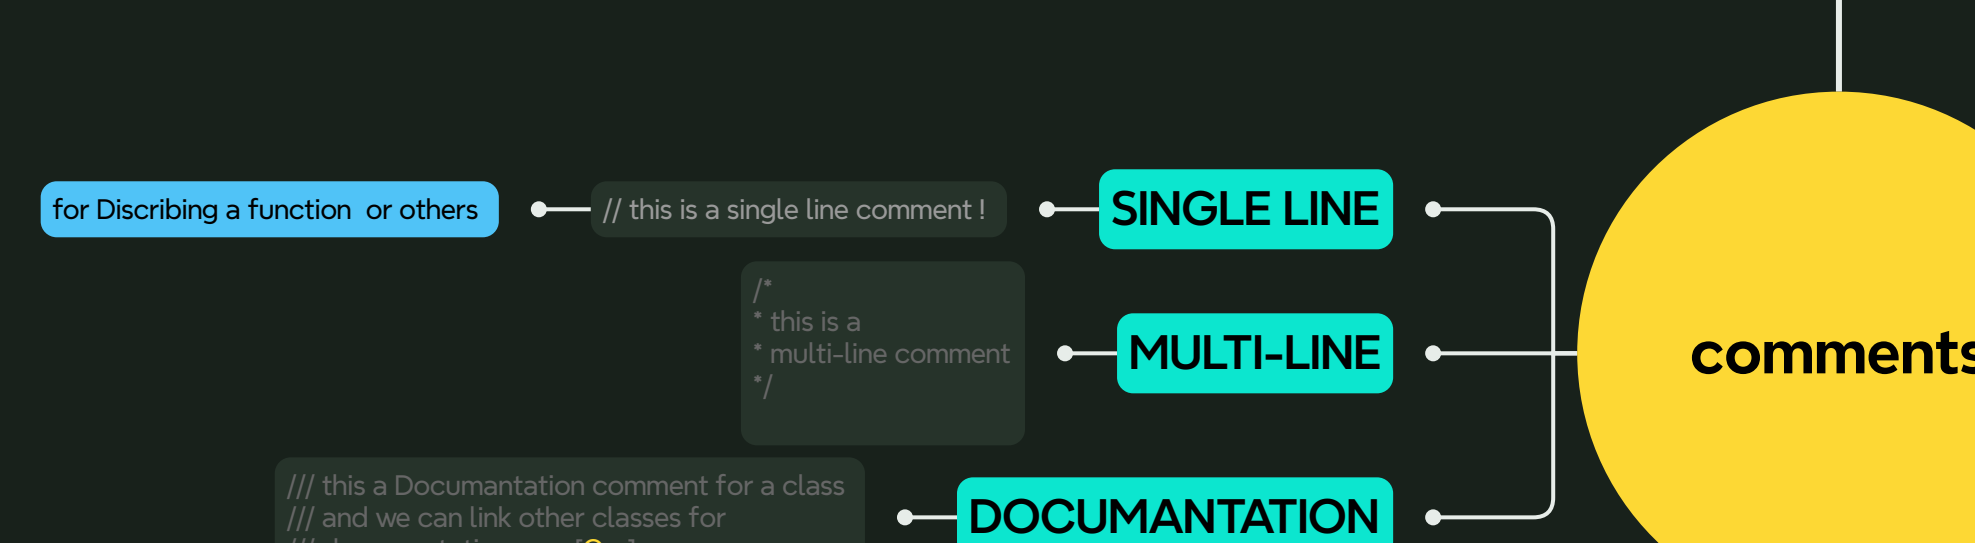 for Discribing a function  or others
// this is a single line comment !
SINGLE LINE
/*
* this is a
* multi-line comment
*/
MULTI-LINE
comments
/// this a Documantation comment for a class
/// and we can link other classes for
DOCUMANTATION